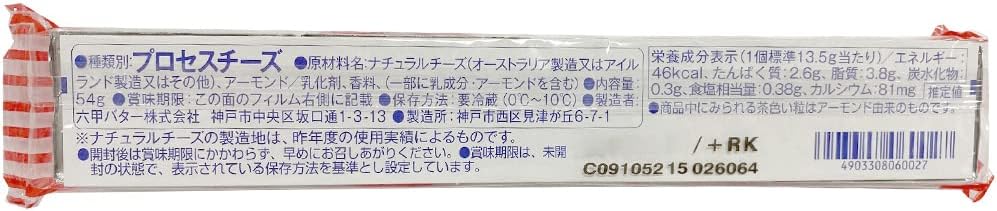 ●種類別:プロセスチーズ ●原材料名:ナチュラルチーズ(オーストラリア製造又はアイル
ランド製造又はその他)、アーモンド/乳化剤、香料、(一部に乳成分・アーモンドを含む) ●内容量:
54g ●賞味期限:この面のフィルム右側に記載 ●保存方法:要冷蔵(0℃~10℃) ●製造者:
六甲バター株式会社 神戸市中央区坂口通1-3-13 ●製造所:神戸市西区見津が丘6-7-1
※ナチュラルチーズの製造地は、昨年度の使用実績によるものです。
●開封後は賞味期限にかかわらず、早めにお召しあがりください。●賞味期限は、未開
封の状態で、表示されている保存方法を基準とし設定しています。
栄養成分表示(1個標準13.5g当たり)/エネルギー:
46kcal、たんぱく質:2.6g、脂質:3.8g、炭水化物:
0.3g、食塩相当量:0.38g、カルシウム:81mg 推定値
●商品中にみられる茶色い粒はアーモンド由来のものです。
/+RK
C091052 15 026064
4903308060027